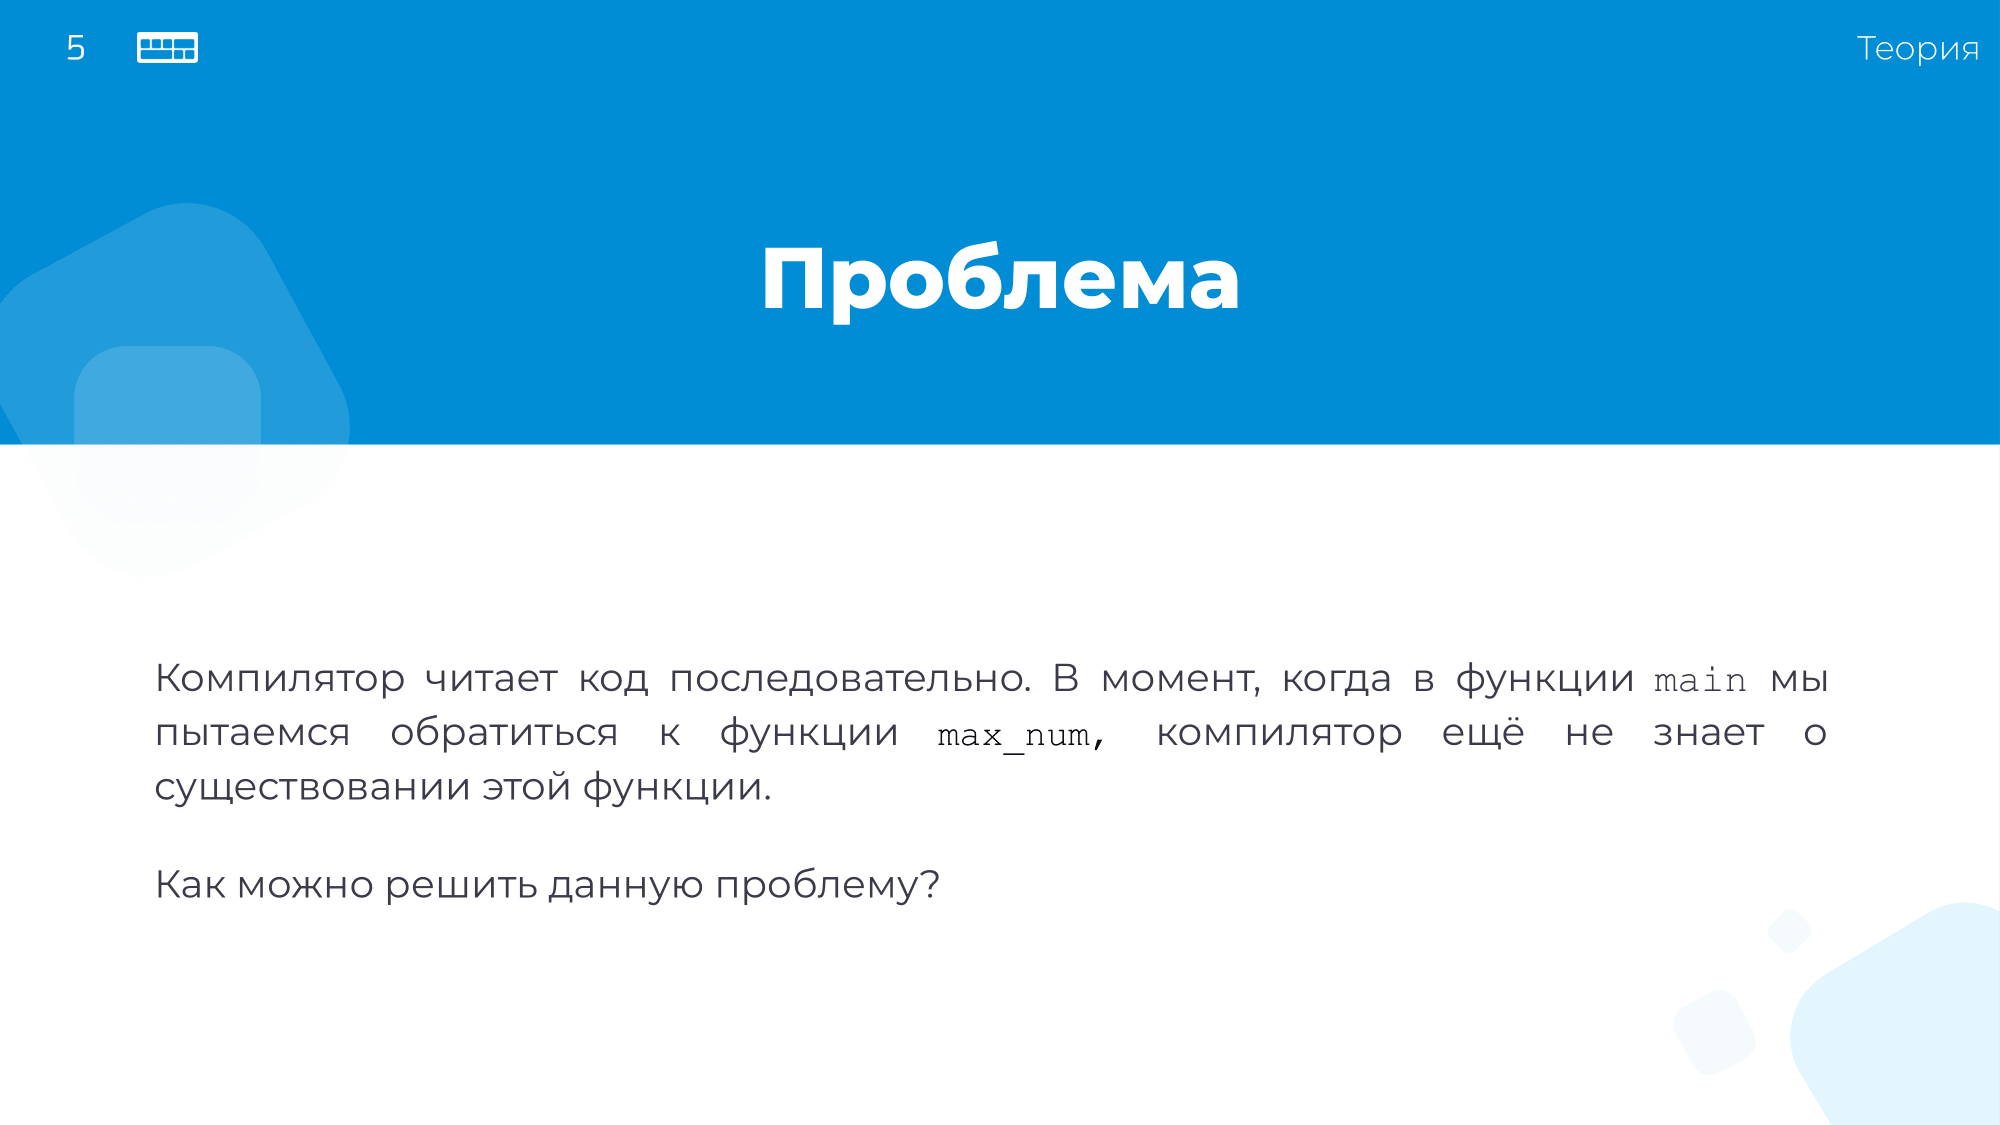 5
Теория
Проблема
Компилятор читает код последовательно. В момент, когда в функции main мы
пытаемся обратиться к функции max_num, компилятор ещё не знает о
существовании этой функции.
Как можно решить данную проблему?